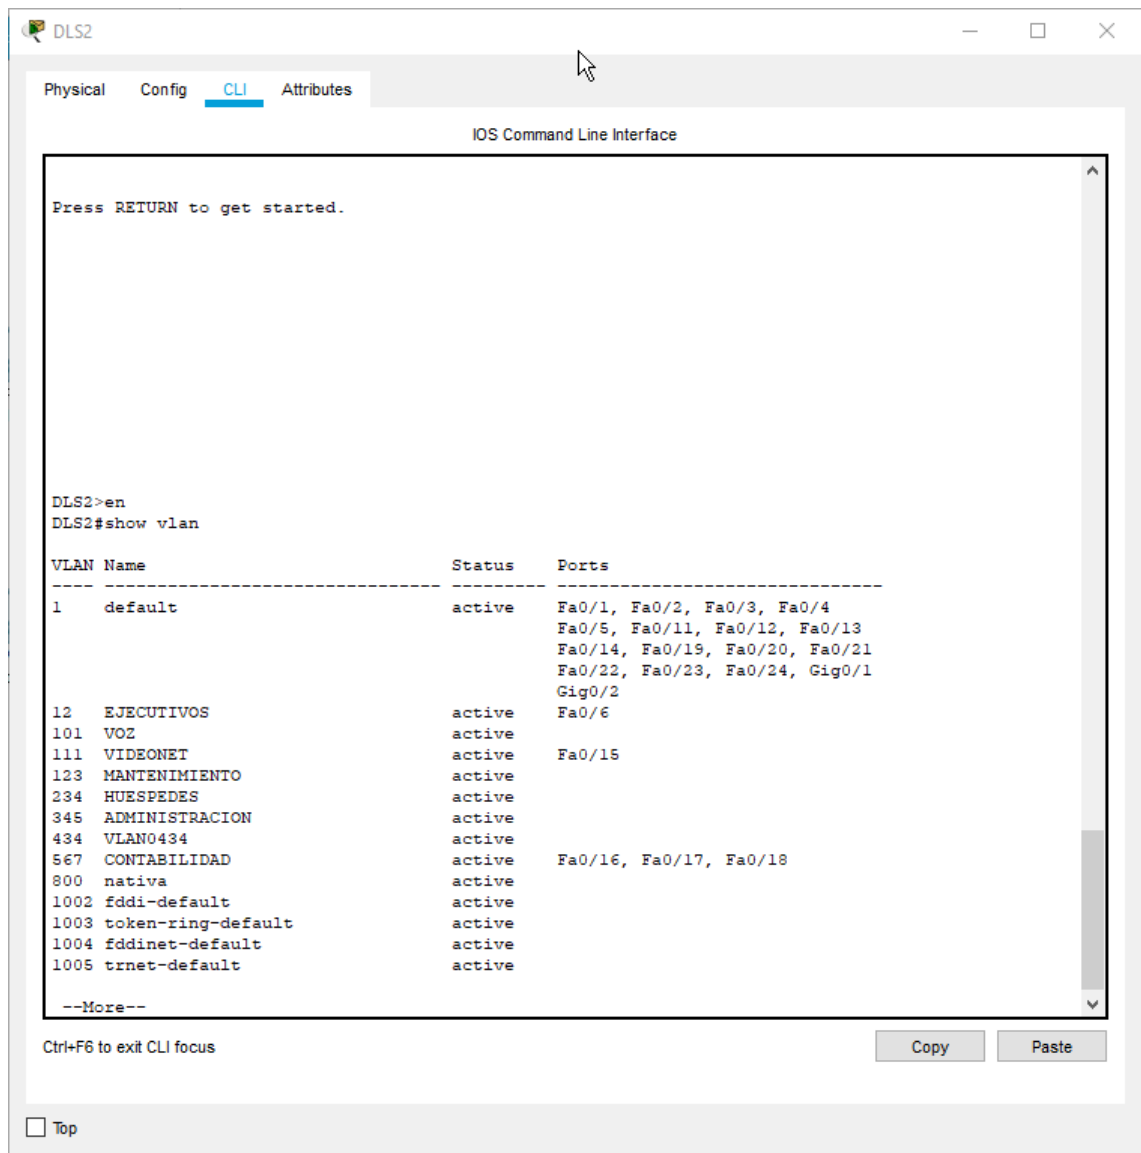 DLS2
Physical Config CLI Attributes
IOS Command Line Interface
Press RETURN to get started.
DLS2>en
DLS2#show vlan
VLAN Name                             Status    Ports
---- -------------------------------- --------- -------------------------------
1    default                          active    Fa0/1, Fa0/2, Fa0/3, Fa0/4
                                                Fa0/5, Fa0/11, Fa0/12, Fa0/13
                                                Fa0/14, Fa0/19, Fa0/20, Fa0/21
                                                Fa0/22, Fa0/23, Fa0/24, Gig0/1
                                                Gig0/2
12   EJECUTIVOS                       active    Fa0/6
101  VOZ                              active
111  VIDEONET                         active    Fa0/15
123  MANTENIMIENTO                    active
234  HUESPEDES                        active
345  ADMINISTRACION                   active
434  VLAN0434                         active
567  CONTABILIDAD                     active    Fa0/16, Fa0/17, Fa0/18
800  nativa                           active
1002 fddi-default                     active
1003 token-ring-default               active
1004 fddinet-default                  active
1005 trnet-default                    active
--More--
Ctrl+F6 to exit CLI focus
Copy Paste
Top